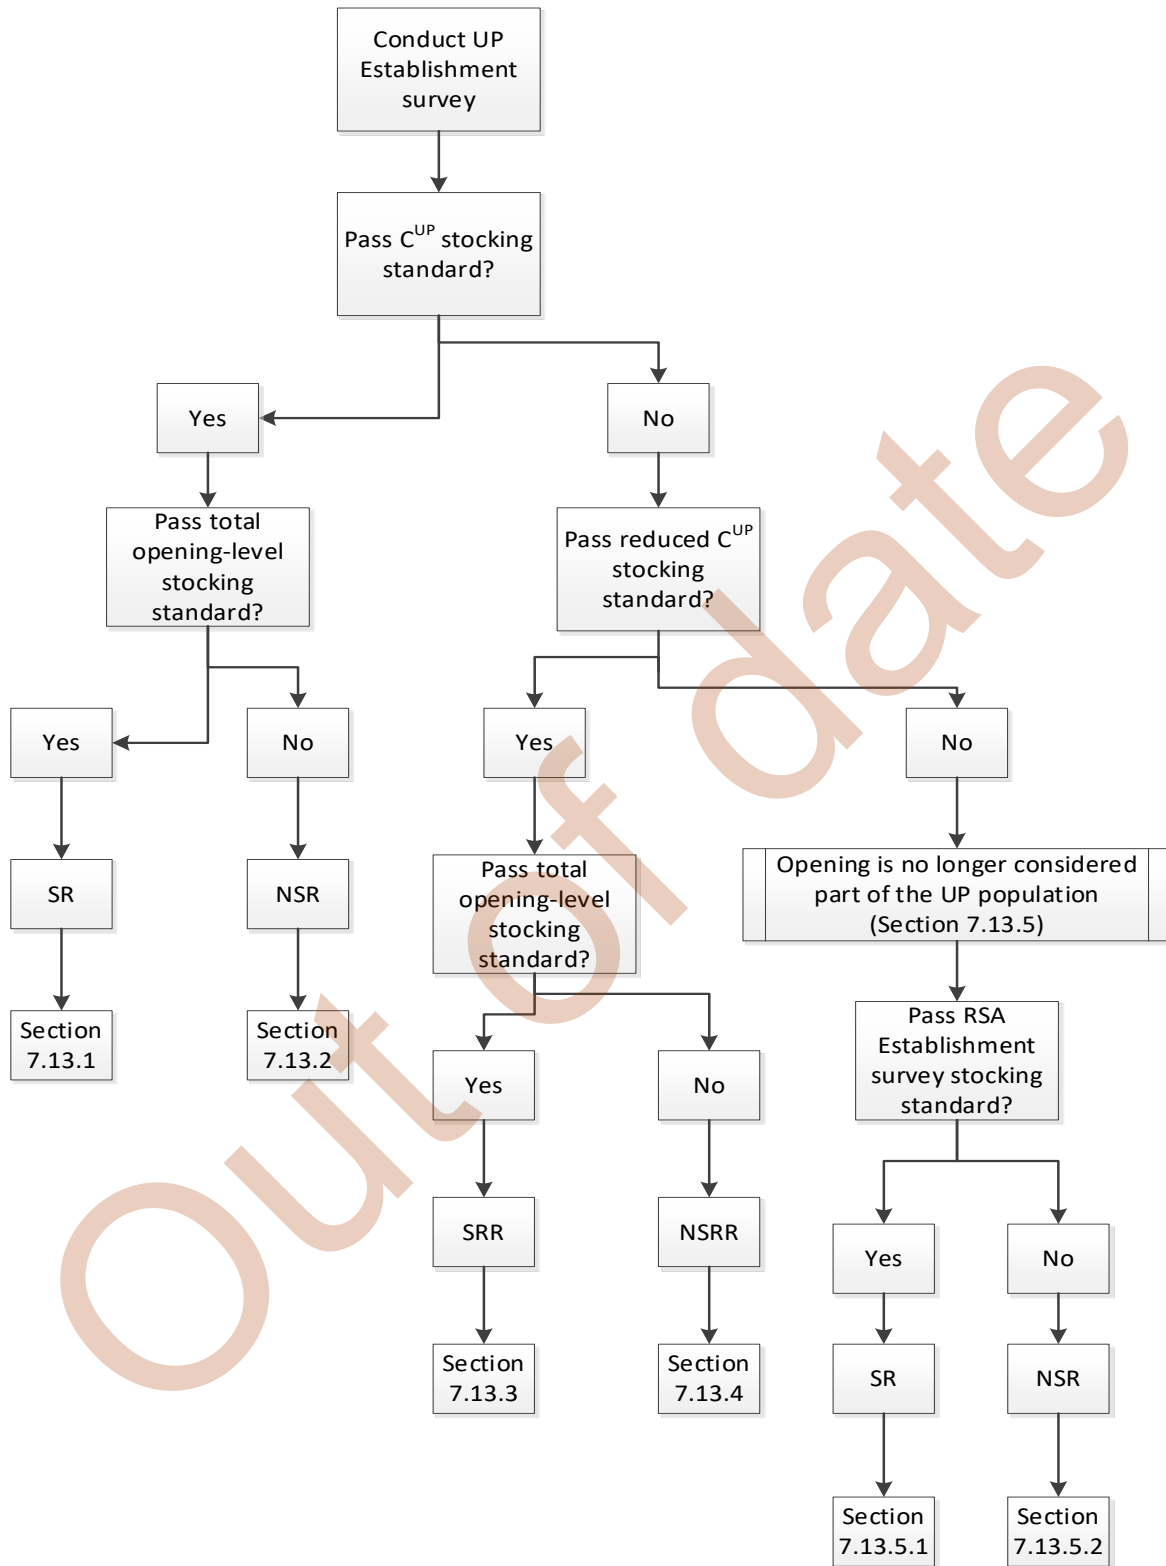 Conduct UP
Establishment
survey
Pass C^UP stocking
standard?
Yes
No
Pass total
opening-level
stocking
standard?
Pass reduced C^UP
stocking
standard?
Yes
No
Yes
No
SR
NSR
Pass total
opening-level
stocking
standard?
Opening is no longer considered
part of the UP population
(Section 7.13.5)
Section
7.13.1
Section
7.13.2
Pass RSA
Establishment
survey stocking
standard?
Yes
No
SRR
NSRR
Yes
No
Section
7.13.3
Section
7.13.4
SR
NSR
Section
7.13.5.1
Section
7.13.5.2
Out of date